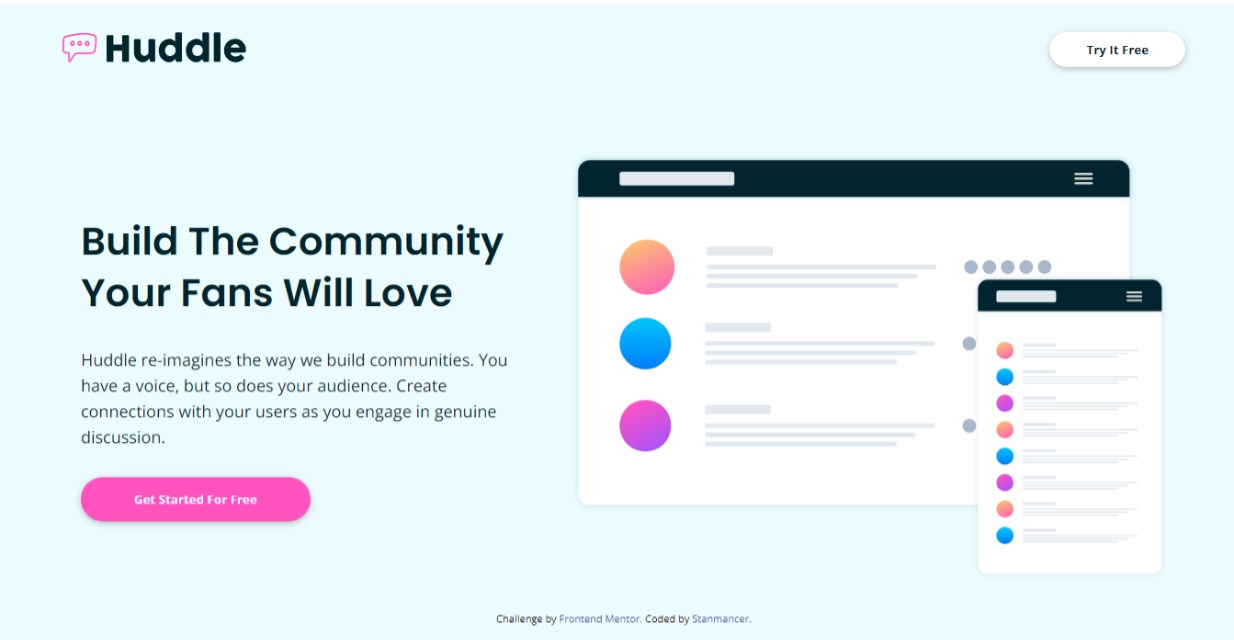 Huddle
Try It Free
Build The Community
Your Fans Will Love
Huddle re-imagines the way we build communities. You
have a voice, but so does your audience. Create
connections with your users as you engage in genuine
discussion.
Get Started For Free
Challenge by Frontend Mentor. Coded by Stanmancer.